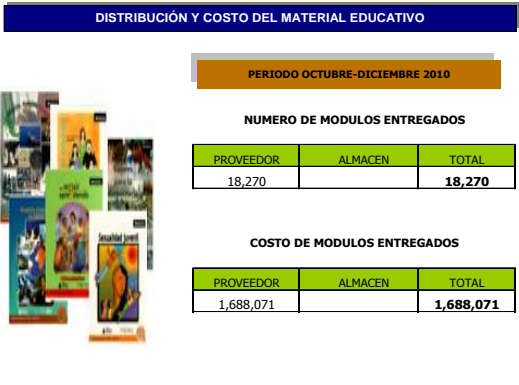 DISTRIBUCIÓN Y COSTO DEL MATERIAL EDUCATIVO
PERIODO OCTUBRE-DICIEMBRE 2010
NUMERO DE MODULOS ENTREGADOS
PROVEEDOR ALMACEN TOTAL
18,270 18,270
COSTO DE MODULOS ENTREGADOS
PROVEEDOR ALMACEN TOTAL
1,688,071 1,688,071
Sexualidad juvenil